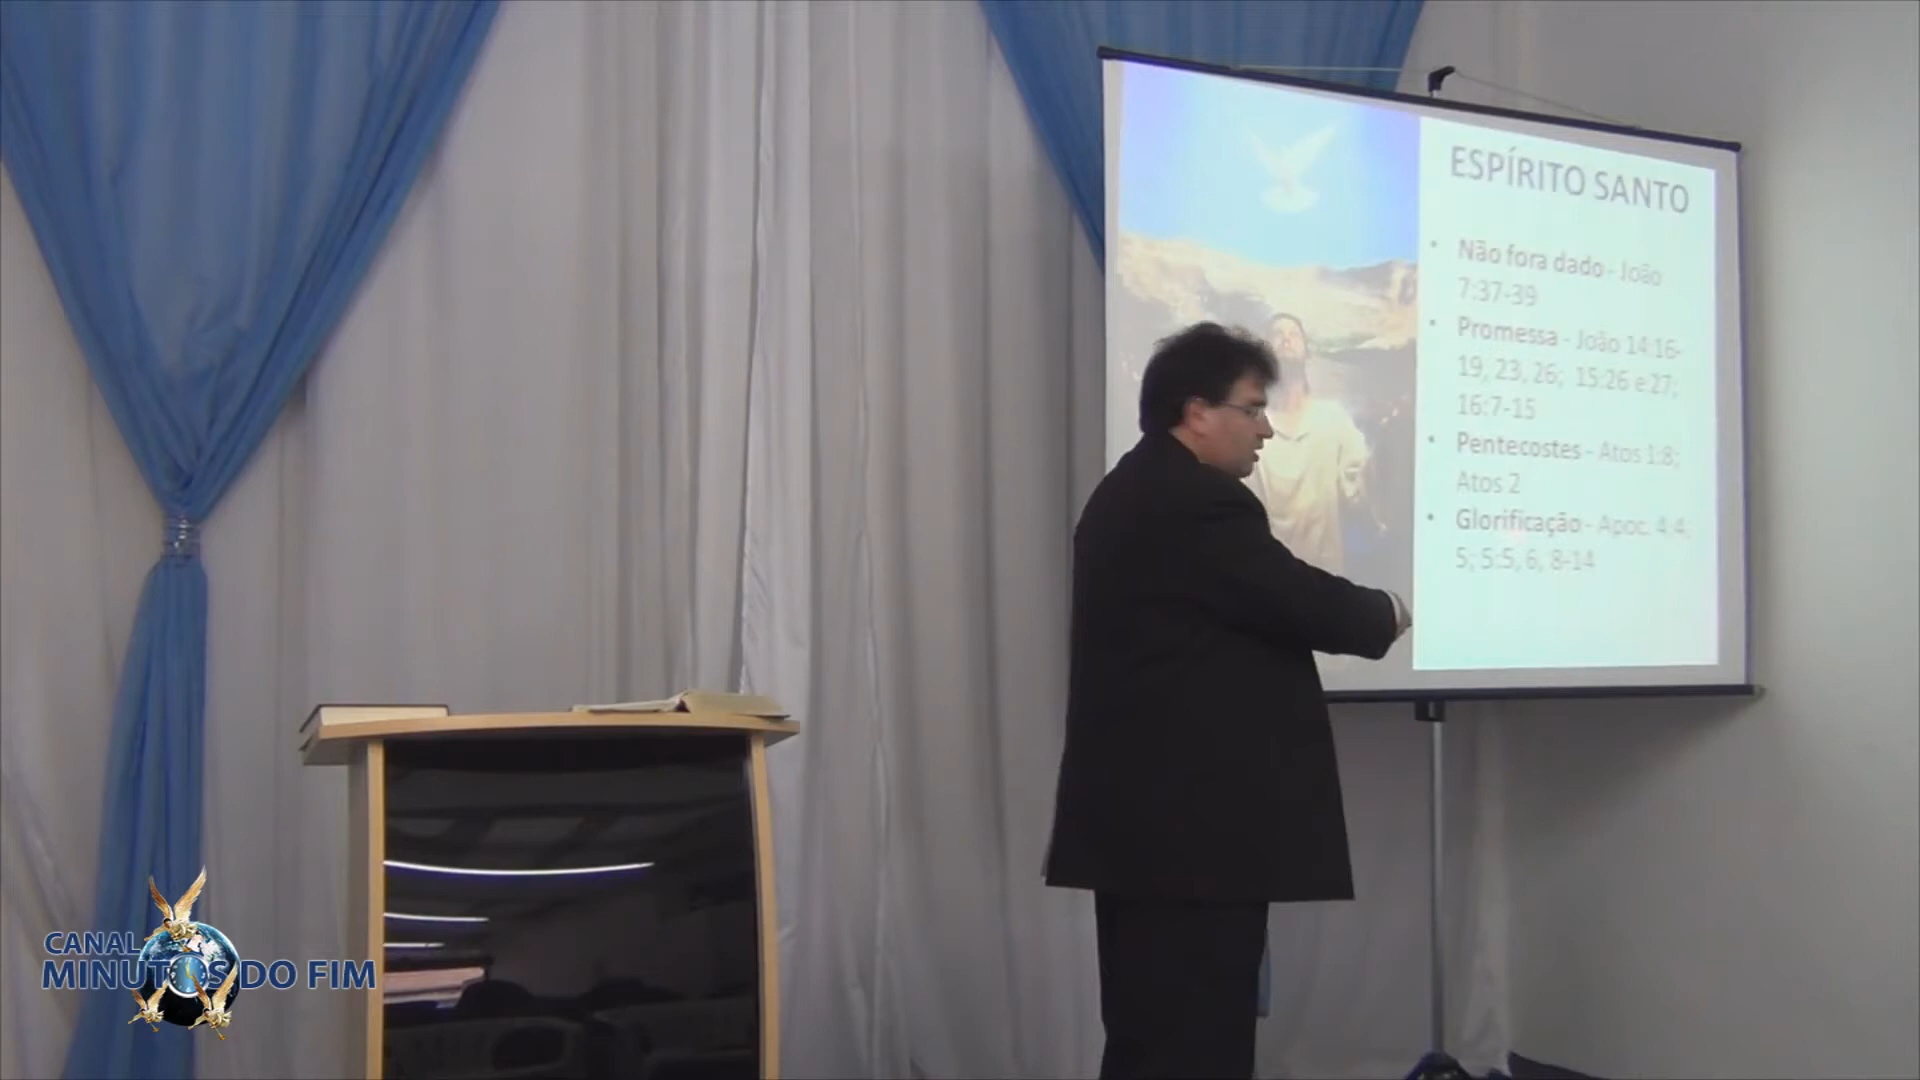 ESPÍRITO SANTO
• Não fora dado - João
7:37-39
• Promessa - João 14:16-
19, 23, 26; 15:26 e 27;
16:7-15
• Pentecostes - Atos 1:8;
Atos 2
• Glorificação - Apoc. 4:4,
5; 5:5, 6, 8-14
CANAL
MINUTOS DO FIM